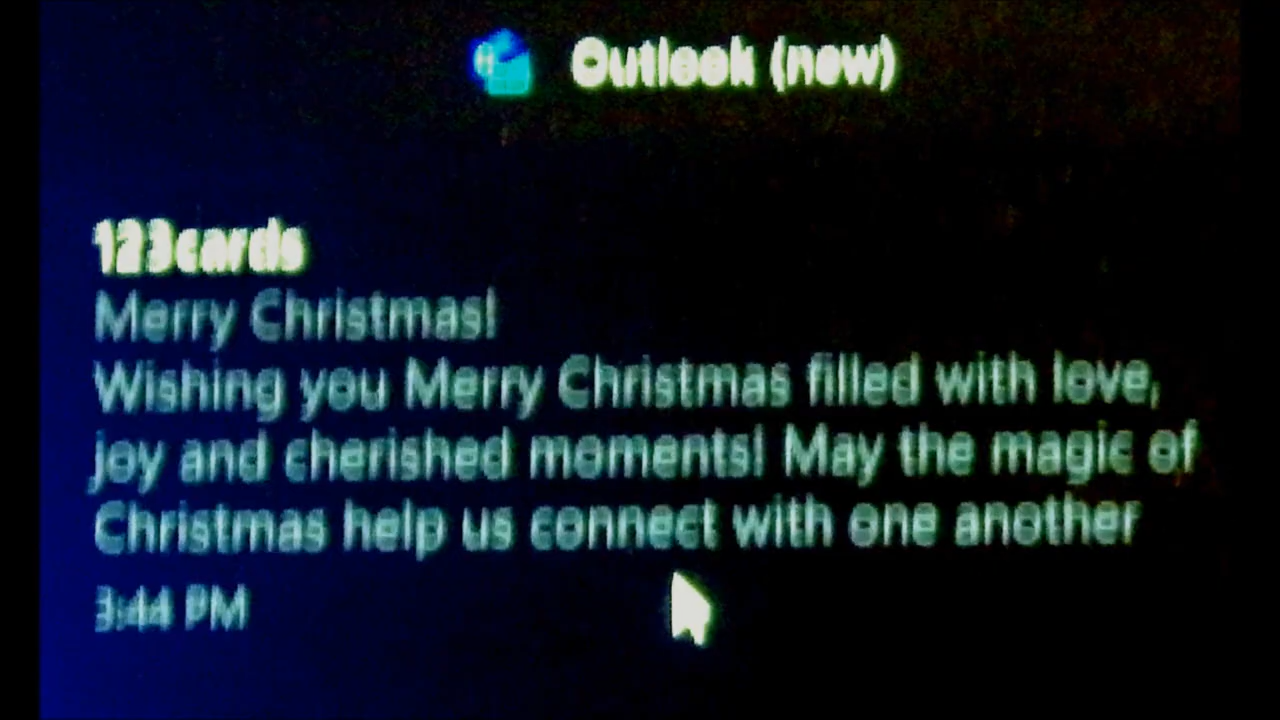 Outlook (new)
123cards
Merry Christmas!
Wishing you Merry Christmas filled with love,
joy and cherished moments! May the magic of
Christmas help us connect with one another
3:44 PM